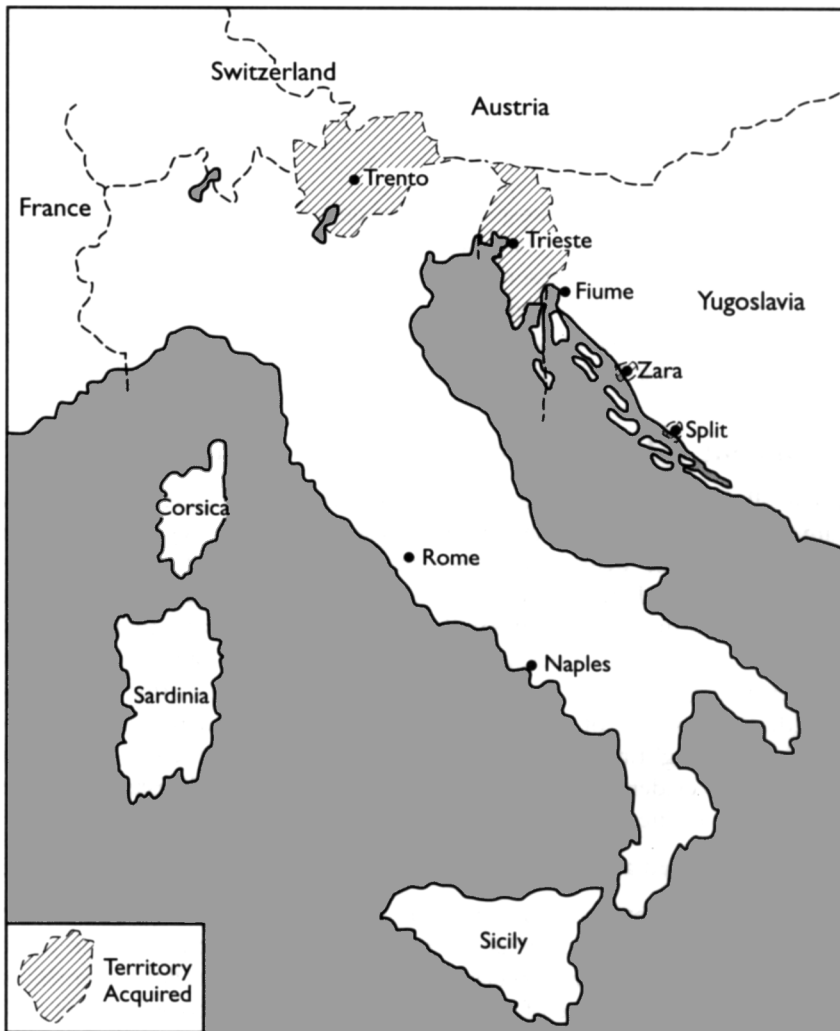 Switzerland
Austria
Trento
France
Trieste
Fiume
Yugoslavia
Zara
Split
Corsica
Rome
Naples
Sardinia
Sicily
Territory
Acquired